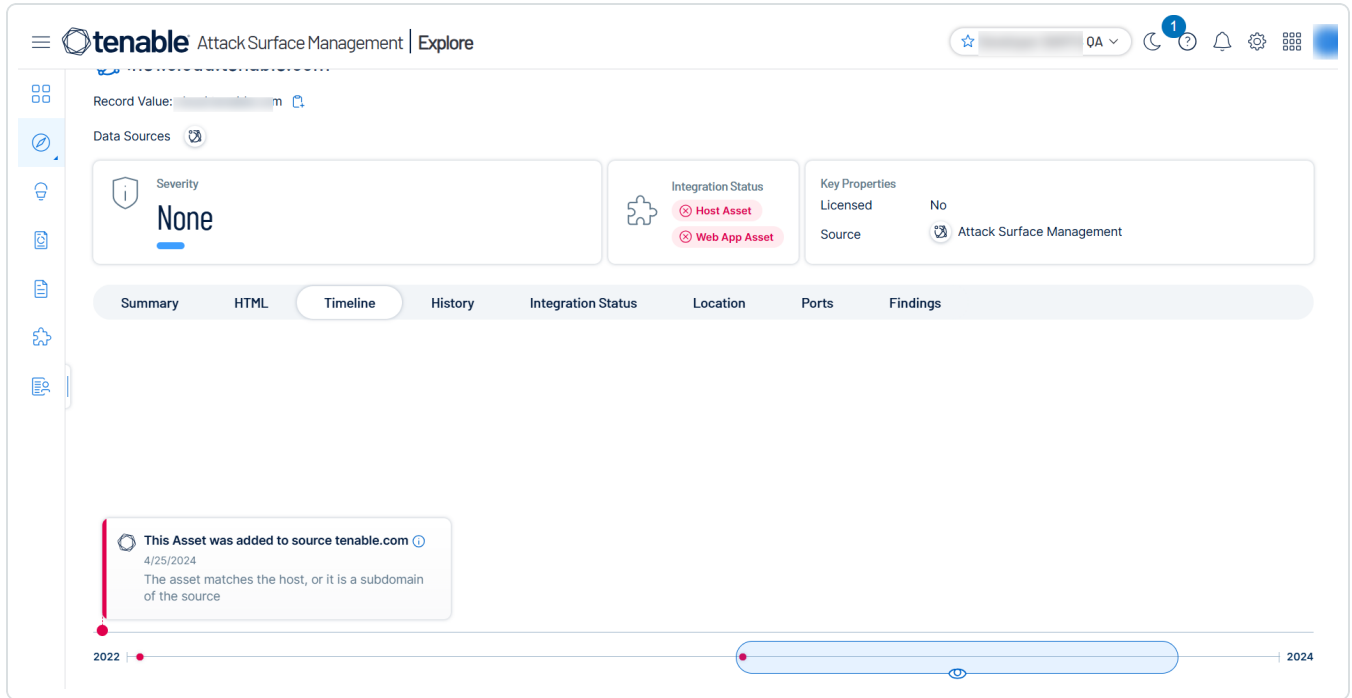 tenable Attack Surface Management | Explore
QA
1
Record Value: m
Data Sources
Severity
None
Integration Status
Host Asset
Web App Asset
Key Properties
Licensed No
Source Attack Surface Management
Summary HTML Timeline History Integration Status Location Ports Findings
This Asset was added to source tenable.com
4/25/2024
The asset matches the host, or it is a subdomain
of the source
2022 2024